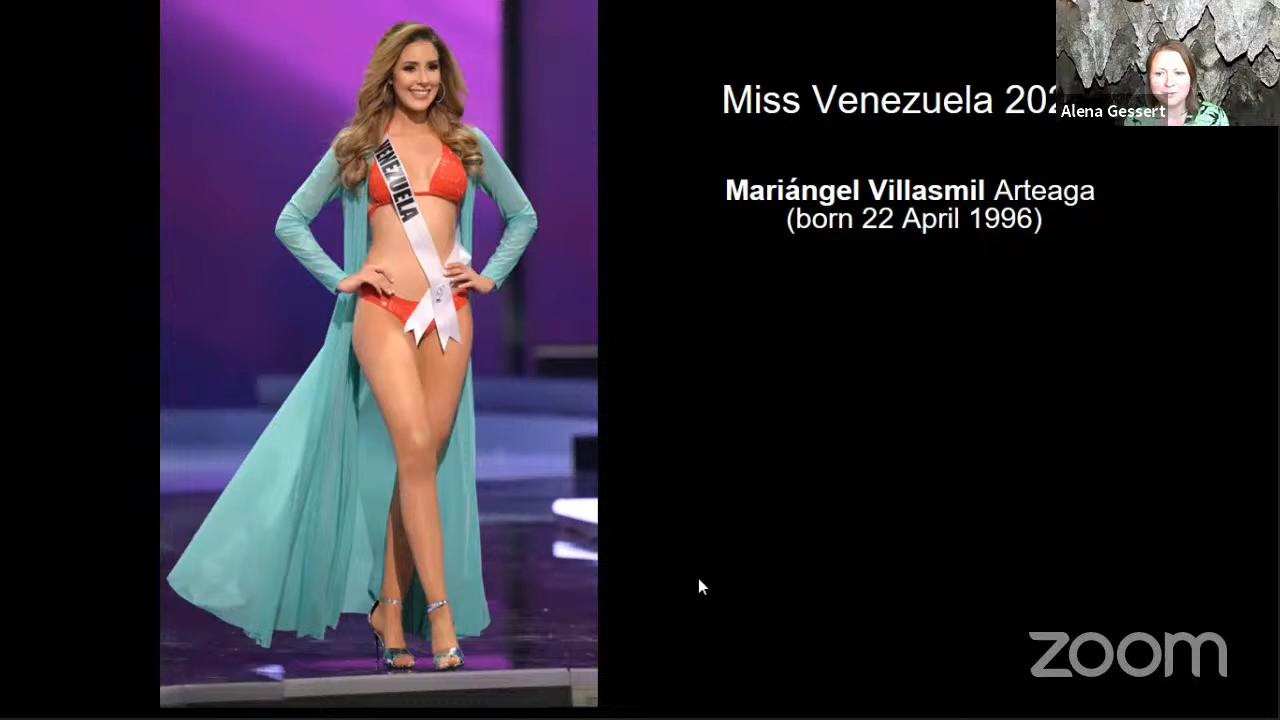 Miss Venezuela 202
Mariángel Villasmil Arteaga
(born 22 April 1996)
VENEZUELA
Alena Gessert
zoom